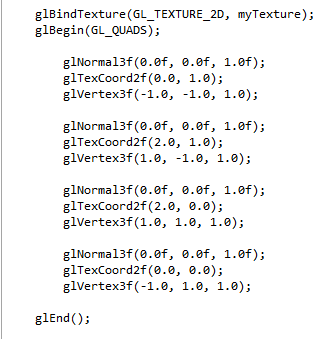 glBindTexture(GL_TEXTURE_2D, myTexture);
glBegin(GL_QUADS);
glNormal3f(0.0f, 0.0f, 1.0f);
glTexCoord2f(0.0, 1.0);
glVertex3f(-1.0, -1.0, 1.0);
glNormal3f(0.0f, 0.0f, 1.0f);
glTexCoord2f(2.0, 1.0);
glVertex3f(1.0, -1.0, 1.0);
glNormal3f(0.0f, 0.0f, 1.0f);
glTexCoord2f(2.0, 0.0);
glVertex3f(1.0, 1.0, 1.0);
glNormal3f(0.0f, 0.0f, 1.0f);
glTexCoord2f(0.0, 0.0);
glVertex3f(-1.0, 1.0, 1.0);
glEnd();